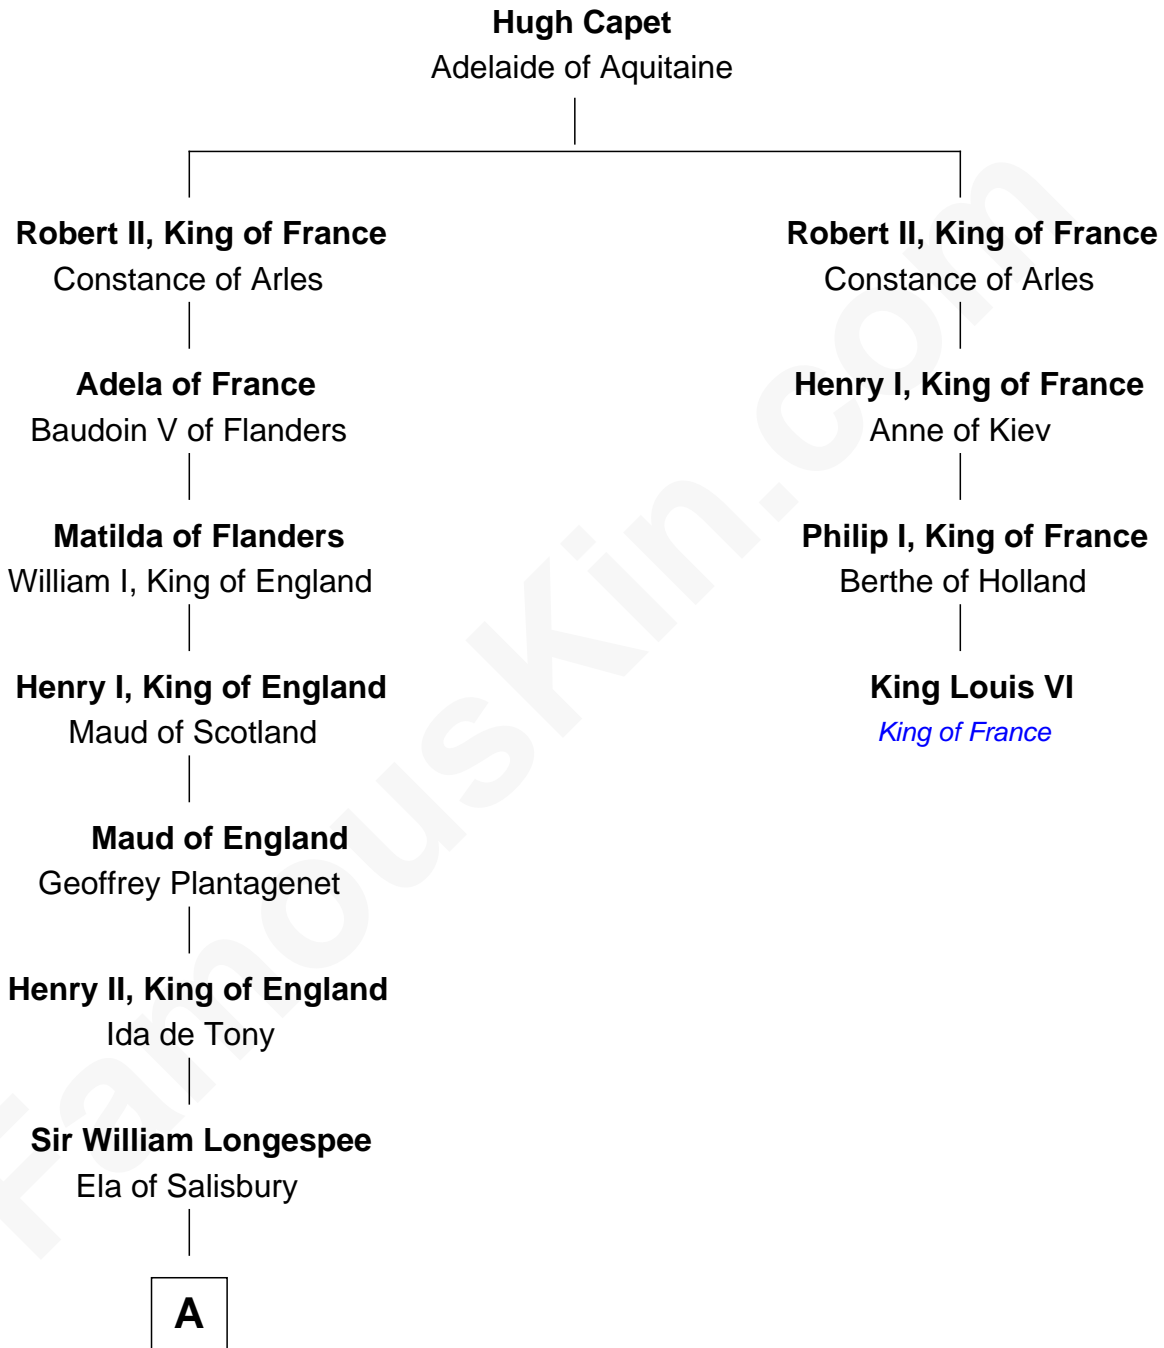 Hugh Capet
Adelaide of Aquitaine
Robert II, King of France
Constance of Arles
Robert II, King of France
Constance of Arles
Adela of France
Baudoin V of Flanders
Henry I, King of France
Anne of Kiev
Matilda of Flanders
William I, King of England
Philip I, King of France
Berthe of Holland
Henry I, King of England
Maud of Scotland
King Louis VI
King of France
Maud of England
Geoffrey Plantagenet
Henry II, King of England
Ida de Tony
Sir William Longespee
Ela of Salisbury
A
FamousKin.com